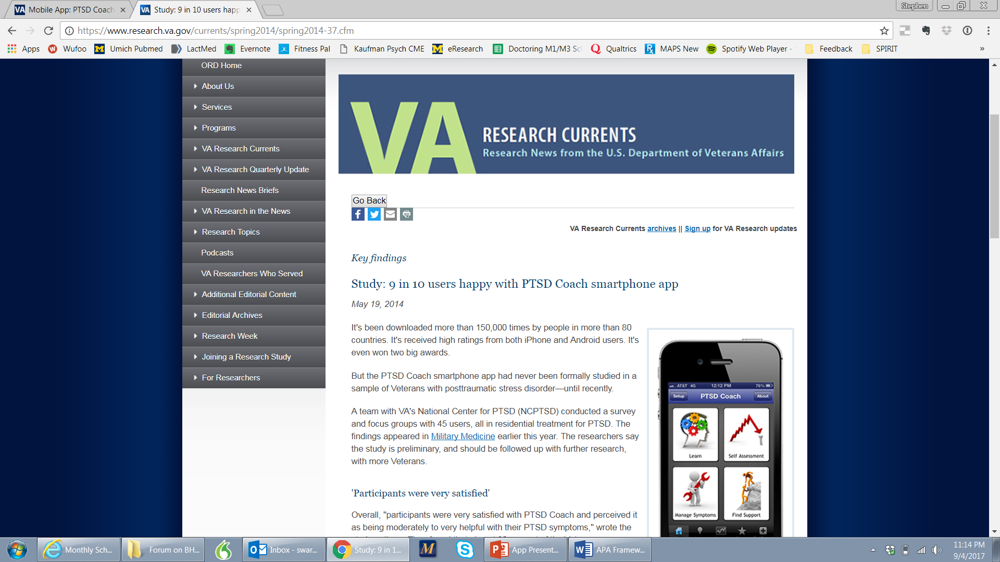 Mobile App: PTSD Coach
Study: 9 in 10 users happ
Stephen
https://www.research.va.gov/currents/spring2014/spring2014-37.cfm
Apps Wufoo Umich Pubmed LactMed Evernote Fitness Pal Kaufman Psych CME eResearch Doctoring M1/M3 Sc Qualtrics MAPS New Spotify Web Player - Feedback SPIRIT »
ORD Home
About Us
Services
Programs
VA Research Currents
VA Research Quarterly Update
Research News Briefs
VA Research in the News
Research Topics
Podcasts
VA Researchers Who Served
Additional Editorial Content
Editorial Archives
Research Week
Joining a Research Study
For Researchers
VA
RESEARCH CURRENTS
Research News from the U.S. Department of Veterans Affairs
Go Back
VA Research Currents archives || Sign up for VA Research updates
Key findings
Study: 9 in 10 users happy with PTSD Coach smartphone app
May 19, 2014
It's been downloaded more than 150,000 times by people in more than 80
countries. It's received high ratings from both iPhone and Android users. It's
even won two big awards.
But the PTSD Coach smartphone app had never been formally studied in a
sample of Veterans with posttraumatic stress disorder—until recently.
A team with VA's National Center for PTSD (NCPTSD) conducted a survey
and focus groups with 45 users, all in residential treatment for PTSD. The
findings appeared in Military Medicine earlier this year. The researchers say
the study is preliminary, and should be followed up with further research,
with more Veterans.
'Participants were very satisfied'
Overall, "participants were very satisfied with PTSD Coach and perceived it
as being moderately to very helpful with their PTSD symptoms," wrote the
AT&T 4G 12:12 PM 76%
Setup PTSD Coach About
Learn Self Assessment
Manage Symptoms Find Support
Monthly Sch... Forum on BH... Inbox - swar... Study: 9 in 1... App Present... APA Framew...
11:14 PM
9/4/2017